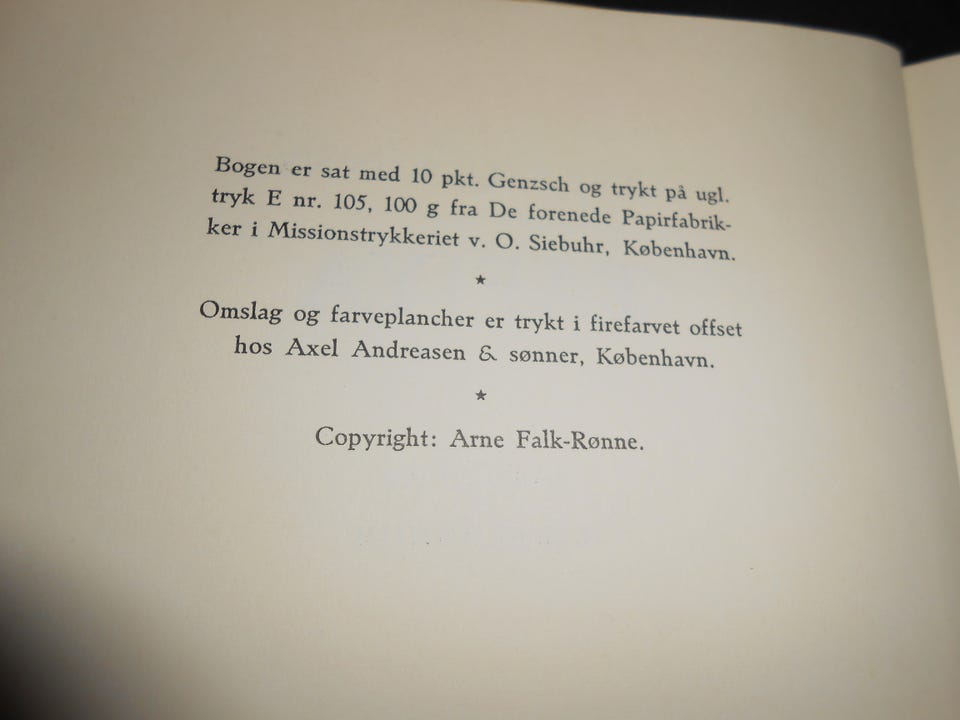 Bogen er sat med 10 pkt. Genzsch og trykt på ugl.
tryk E nr. 105, 100 g fra De forenede Papirfabrik-
ker i Missionstrykkeriet v. O. Siebuhr, København.
★
Omslag og farveplancher er trykt i firefarvet offset
hos Axel Andreasen & sønner, København.
★
Copyright: Arne Falk-Rønne.